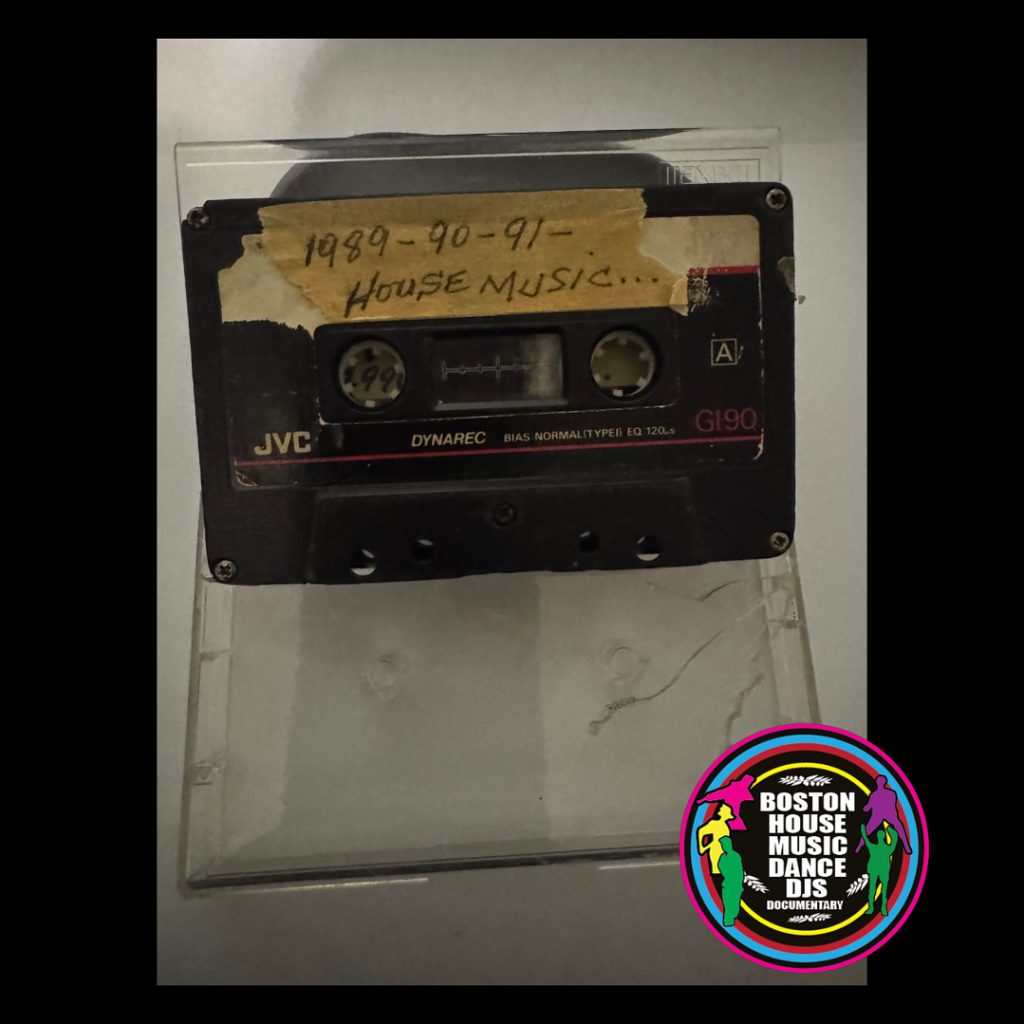 1989-90-91-
HOUSE MUSIC...
A
JVC
DYNAREC BIAS NORMAL(TYPE I) EQ 120μs
GI90
BOSTON
HOUSE
MUSIC
DANCE
DJS
DOCUMENTARY